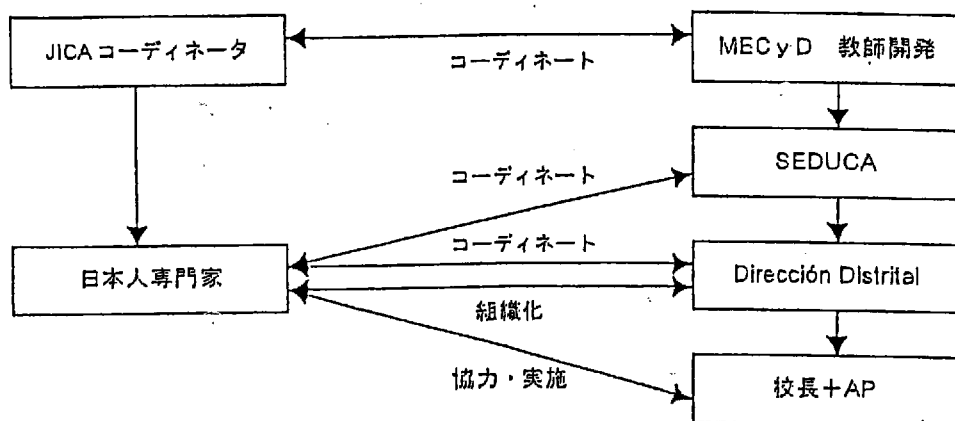 JICAコーディネータ
MECyD 教師開発
コーディネート
SEDUCA
コーディネート
コーディネート
日本人専門家
Dirección Distrital
組織化
協力・実施
校長+AP